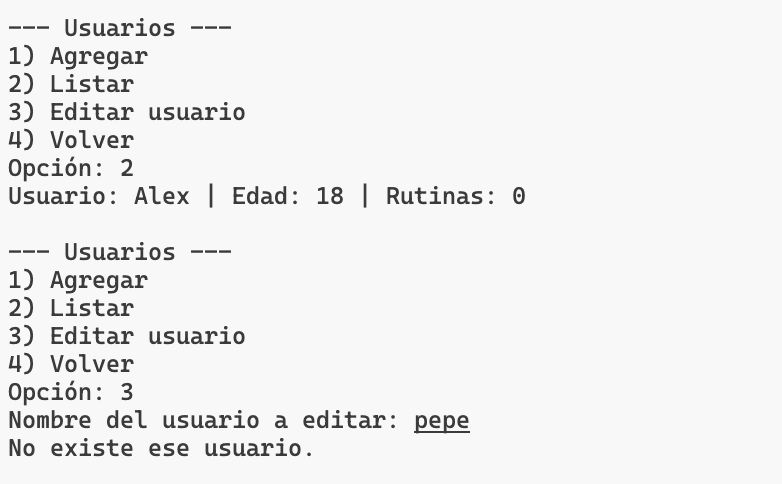 --- Usuarios ---
1) Agregar
2) Listar
3) Editar usuario
4) Volver
Opción: 2
Usuario: Alex | Edad: 18 | Rutinas: 0

--- Usuarios ---
1) Agregar
2) Listar
3) Editar usuario
4) Volver
Opción: 3
Nombre del usuario a editar: pepe
No existe ese usuario.